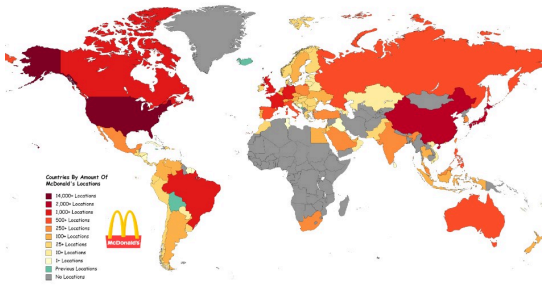 Countries By Amount Of
McDonald's Locations
14,000+ Locations
2,000+ Locations
1,000+ Locations
500+ Locations
250+ Locations
100+ Locations
25+ Locations
10+ Locations
1+ Locations
Previous Locations
No Locations
McDonald's